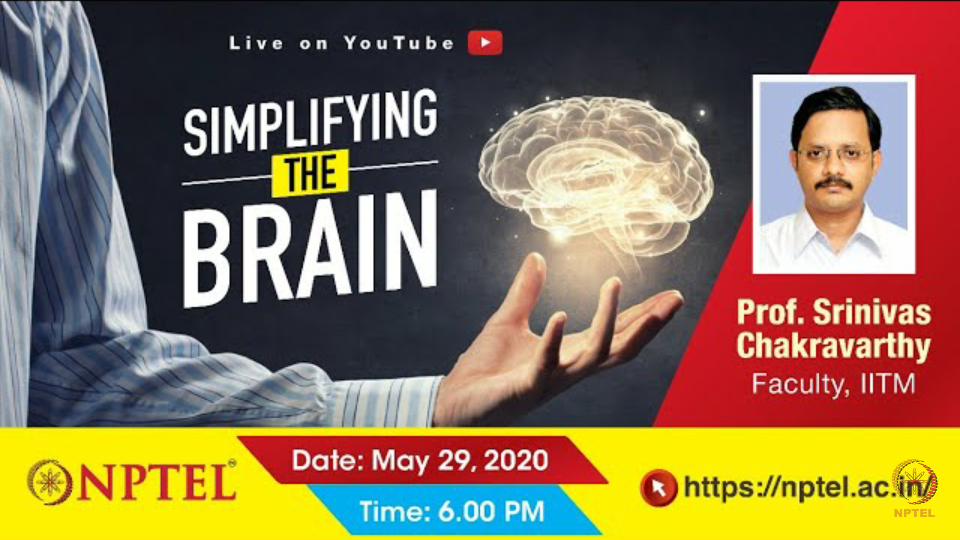 Live on YouTube
SIMPLIFYING
THE
BRAIN
Prof. Srinivas
Chakravarthy
Faculty, IITM
NPTEL™
Date: May 29, 2020
Time: 6.00 PM
https://nptel.ac.in/
NPTEL